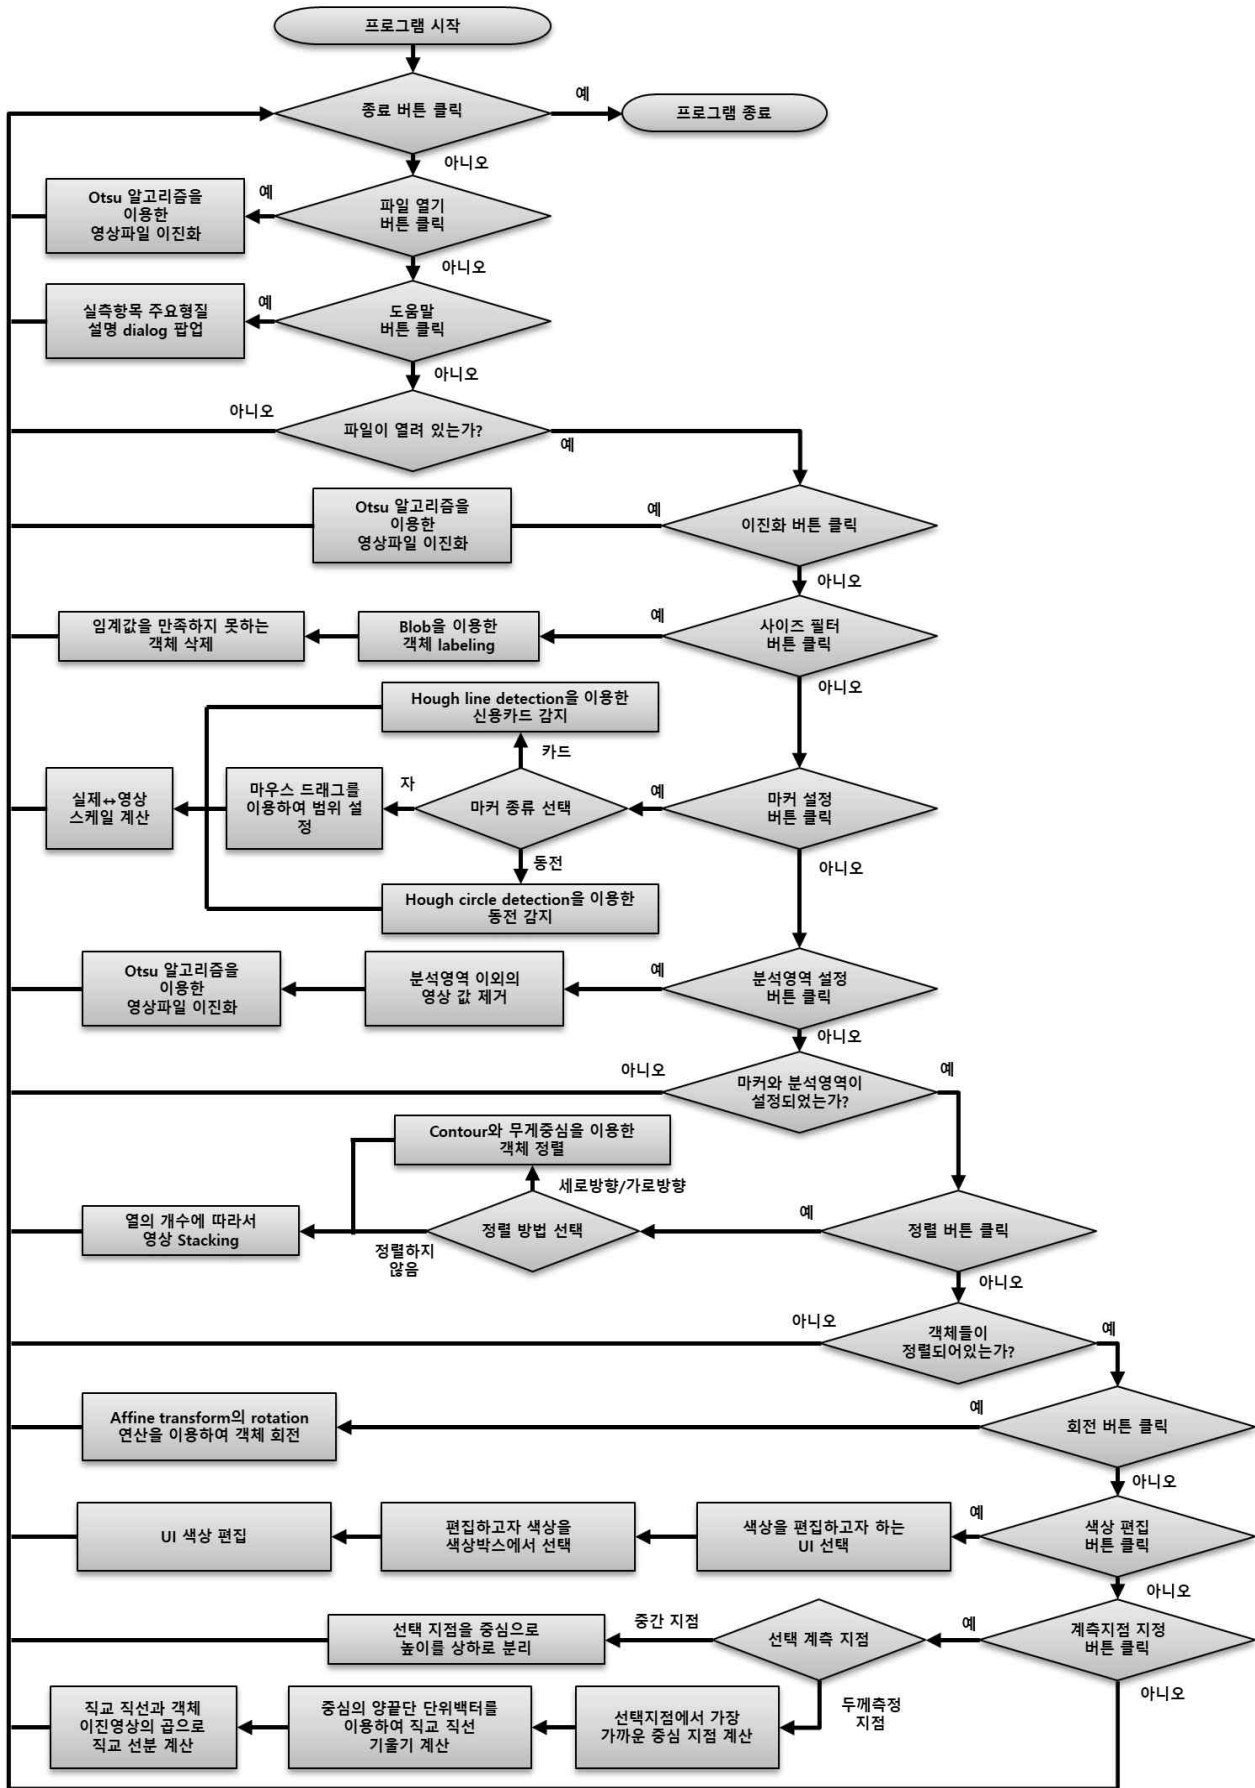 프로그램 시작
종료 버튼 클릭
예
프로그램 종료
아니오
Otsu 알고리즘을
이용한
영상파일 이진화
예
파일 열기
버튼 클릭
아니오
실측항목 주요형질
설명 dialog 팝업
예
도움말
버튼 클릭
아니오
아니오
파일이 열려 있는가?
예
Otsu 알고리즘을
이용한
영상파일 이진화
예
이진화 버튼 클릭
아니오
임계값을 만족하지 못하는
객체 삭제
Blob을 이용한
객체 labeling
예
사이즈 필터
버튼 클릭
아니오
Hough line detection을 이용한
신용카드 감지
카드
실제↔영상
스케일 계산
마우스 드래그를
이용하여 범위 설
정
자
마커 종류 선택
예
마커 설정
버튼 클릭
동전
아니오
Hough circle detection을 이용한
동전 감지
Otsu 알고리즘을
이용한
영상파일 이진화
분석영역 이외의
영상 값 제거
예
분석영역 설정
버튼 클릭
아니오
아니오
마커와 분석영역이
설정되었는가?
예
Contour와 무게중심을 이용한
객체 정렬
세로방향/가로방향
열의 개수에 따라서
영상 Stacking
정렬하지
않음
정렬 방법 선택
예
정렬 버튼 클릭
아니오
아니오
객체들이
정렬되어있는가?
예
Affine transform의 rotation
연산을 이용하여 객체 회전
예
회전 버튼 클릭
아니오
UI 색상 편집
편집하고자 색상을
색상박스에서 선택
색상을 편집하고자 하는
UI 선택
예
색상 편집
버튼 클릭
아니오
선택 지점을 중심으로
높이를 상하로 분리
중간 지점
선택 계측 지점
예
계측지점 지정
버튼 클릭
아니오
두께측정
지점
직교 직선과 객체
이진영상의 곱으로
직교 선분 계산
중심의 양끝단 단위백터를
이용하여 직교 직선
기울기 계산
선택지점에서 가장
가까운 중심 지점 계산